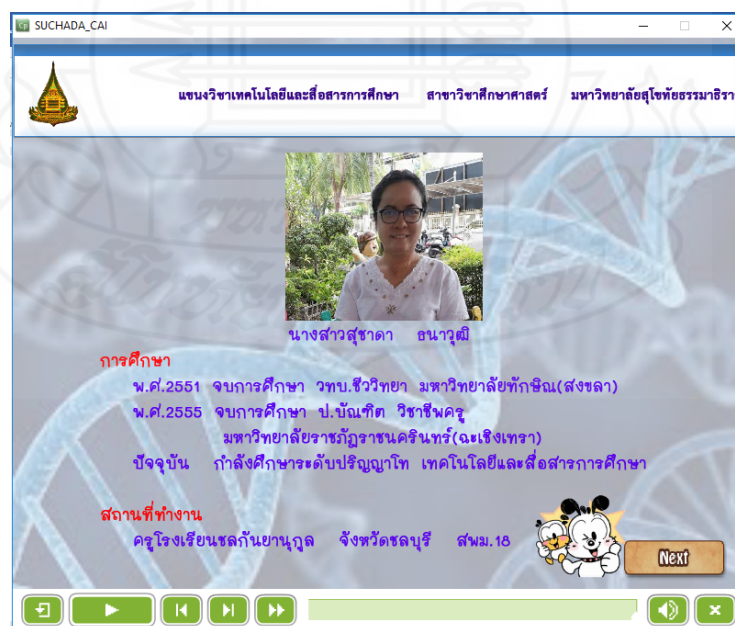 SUCHADA_CAI
แขนงวิชาเทคโนโลยีและสื่อสารการศึกษา สาขาวิชาศึกษาศาสตร์ มหาวิทยาลัยสุโขทัยธรรมาธิรา
นางสาวสุชาดา ธนาวุฒิ
การศึกษา
พ.ศ.2551 จบการศึกษา วทบ.ชีววิทยา มหาวิทยาลัยทักษิณ(สงขลา)
พ.ศ.2555 จบการศึกษา ป.บัณฑิต วิชาชีพครู
มหาวิทยาลัยราชภัฏราชนครินทร์(ฉะเชิงเทรา)
ปัจจุบัน กำลังศึกษาระดับปริญญาโท เทคโนโลยีและสื่อสารการศึกษา
สถานที่ทำงาน
ครูโรงเรียนชลกันยานุกูล จังหวัดชลบุรี สพม.18
Next